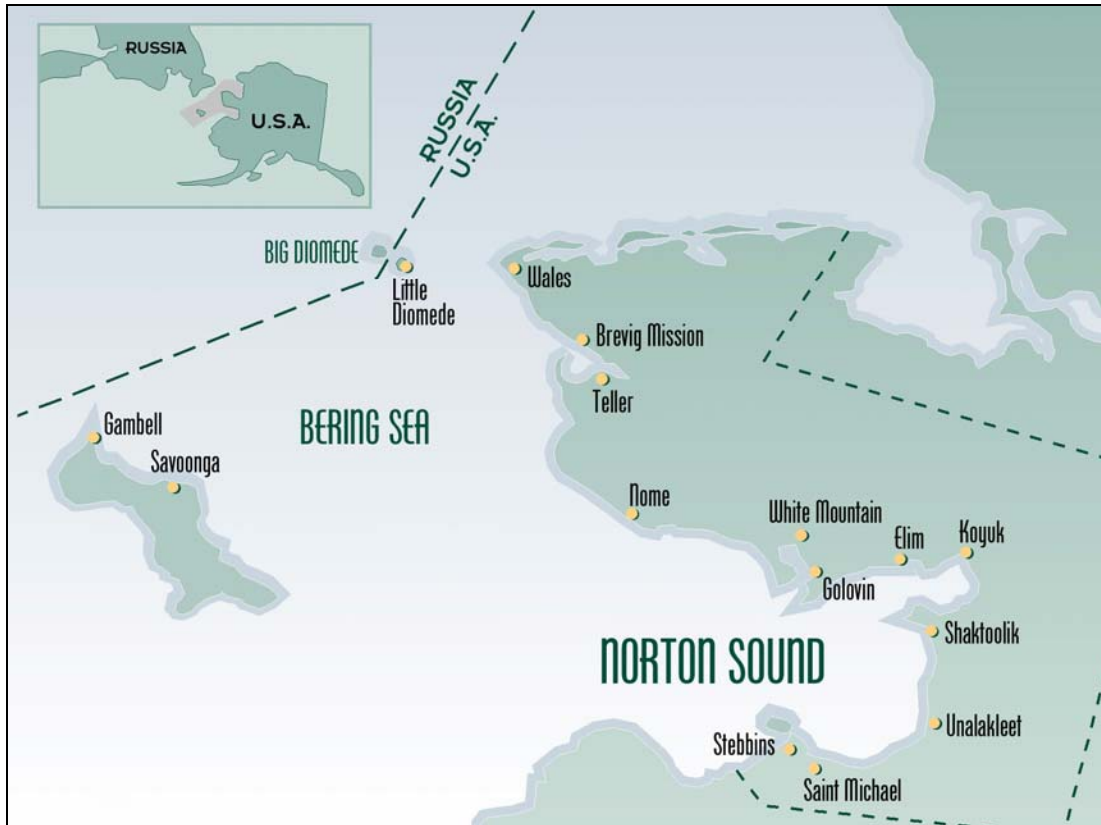 RUSSIA
U.S.A.
RUSSIA
U.S.A.
BIG DIOMEDE
Little
Diomede
Wales
Brevig Mission
Teller
Gambell
BERING SEA
Savoonga
Nome
White Mountain
Elim
Koyuk
Golovin
Shaktoolik
NORTON SOUND
Unalakleet
Stebbins
Saint Michael